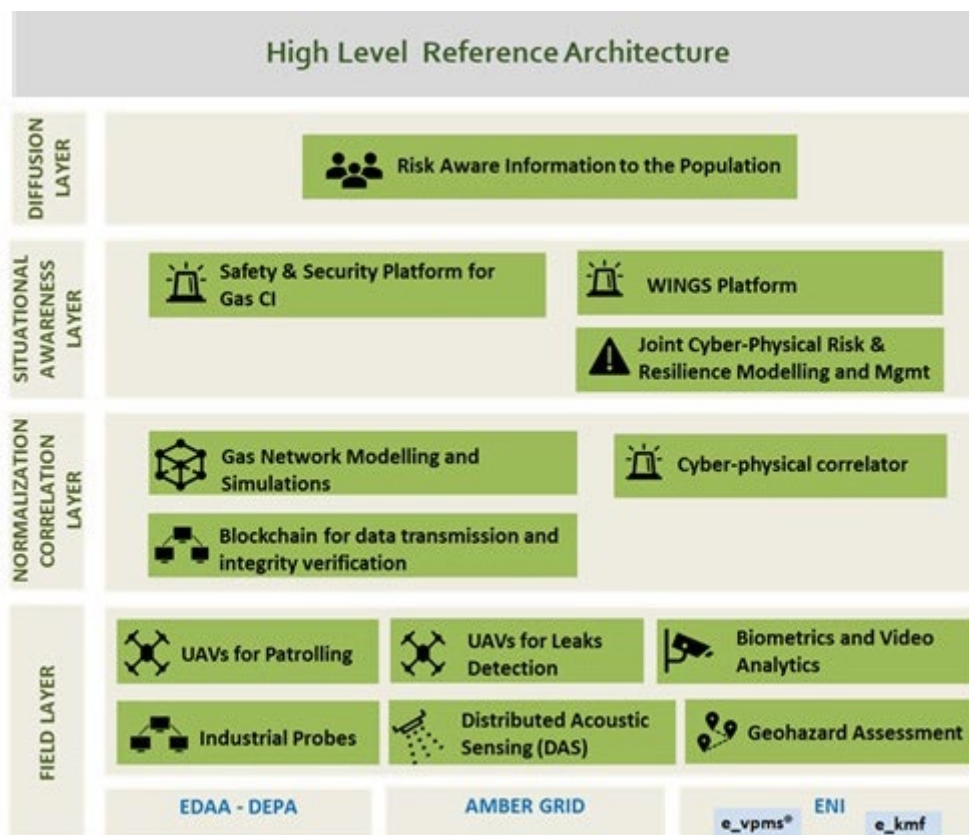 High Level Reference Architecture
DIFFUSION
LAYER
Risk Aware Information to the Population
SITUATIONAL
AWARENESS
LAYER
Safety & Security Platform for
Gas CI
WINGS Platform
Joint Cyber-Physical Risk &
Resilience Modelling and Mgmt
NORMALIZATION
CORRELATION
LAYER
Gas Network Modelling and
Simulations
Cyber-physical correlator
Blockchain for data transmission and
integrity verification
FIELD LAYER
UAVs for Patrolling
UAVs for Leaks
Detection
Biometrics and Video
Analytics
Industrial Probes
Distributed Acoustic
Sensing (DAS)
Geohazard Assessment
EDAA - DEPA
AMBER GRID
ENI
e_vpms®
e_kmf